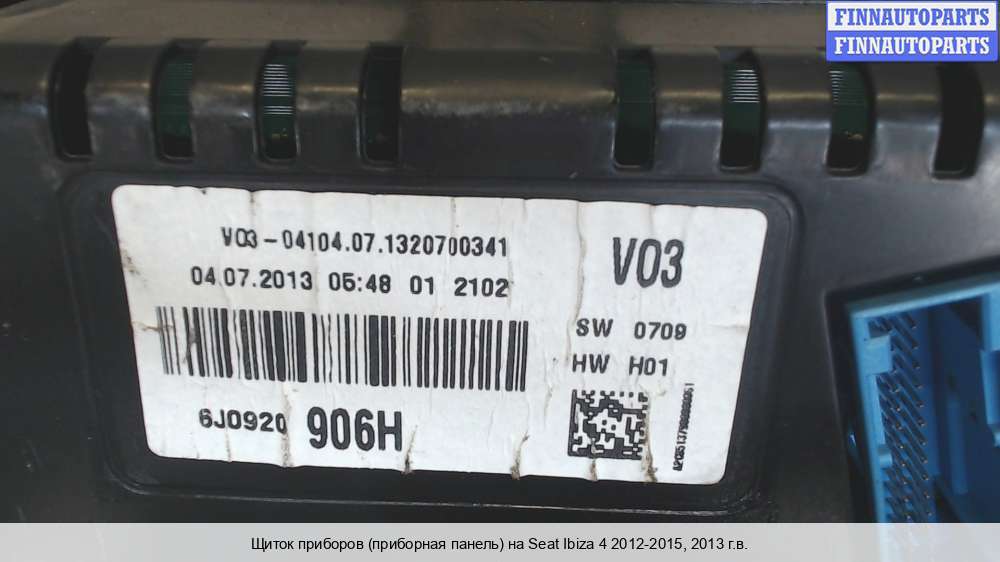 FINNAUTOPARTS
FINNAUTOPARTS
V03-04104.07.1320700341
04.07.2013 05:48 01 2102
V03
SW 0709
HW H01
6J0920 906H
Щиток приборов (приборная панель) на Seat Ibiza 4 2012-2015, 2013 г.в.